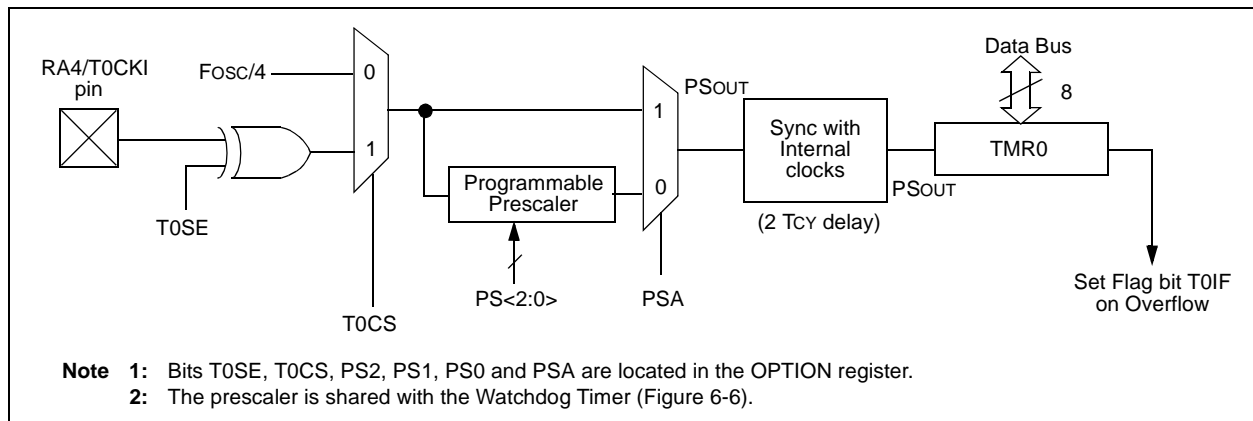 Data Bus
RA4/T0CKI
pin
FOSC/4
0
1
T0SE
T0CS
Programmable
Prescaler
PS<2:0>
1
0
PSA
PSOUT
Sync with
Internal
clocks
(2 TCY delay)
PSOUT
8
TMR0
Set Flag bit T0IF
on Overflow
Note 1: Bits T0SE, T0CS, PS2, PS1, PS0 and PSA are located in the OPTION register.
2: The prescaler is shared with the Watchdog Timer (Figure 6-6).